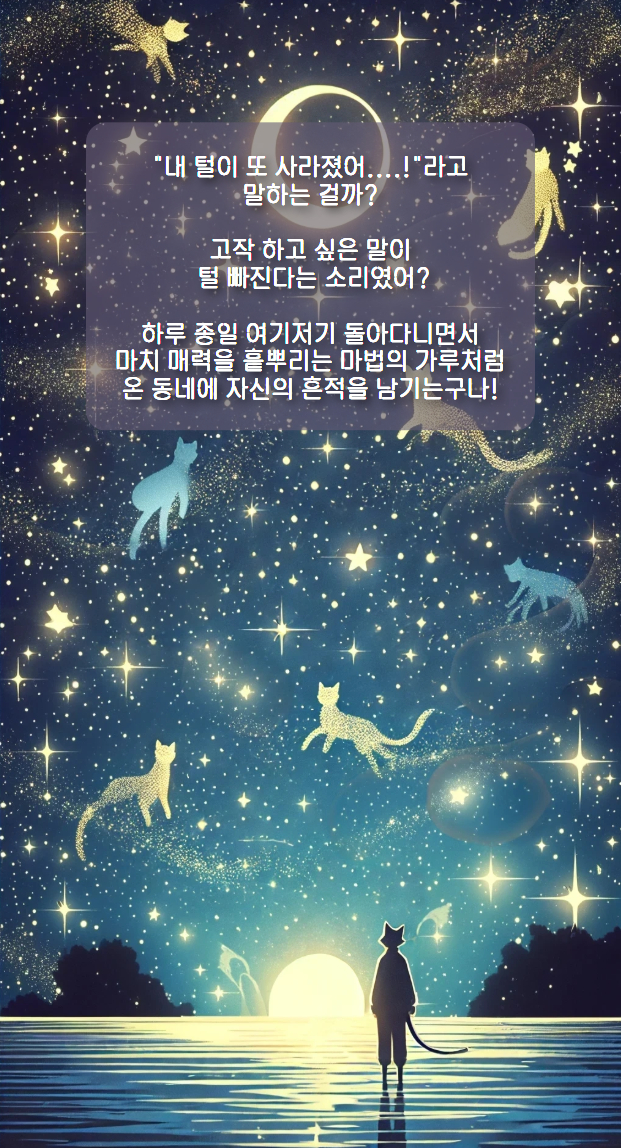 "내 털이 또 사라졌어....!"라고
말하는 걸까?
고작 하고 싶은 말이
털 빠진다는 소리였어?
하루 종일 여기저기 돌아다니면서
마치 매력을 흩뿌리는 마법의 가루처럼
온 동네에 자신의 흔적을 남기는구나!